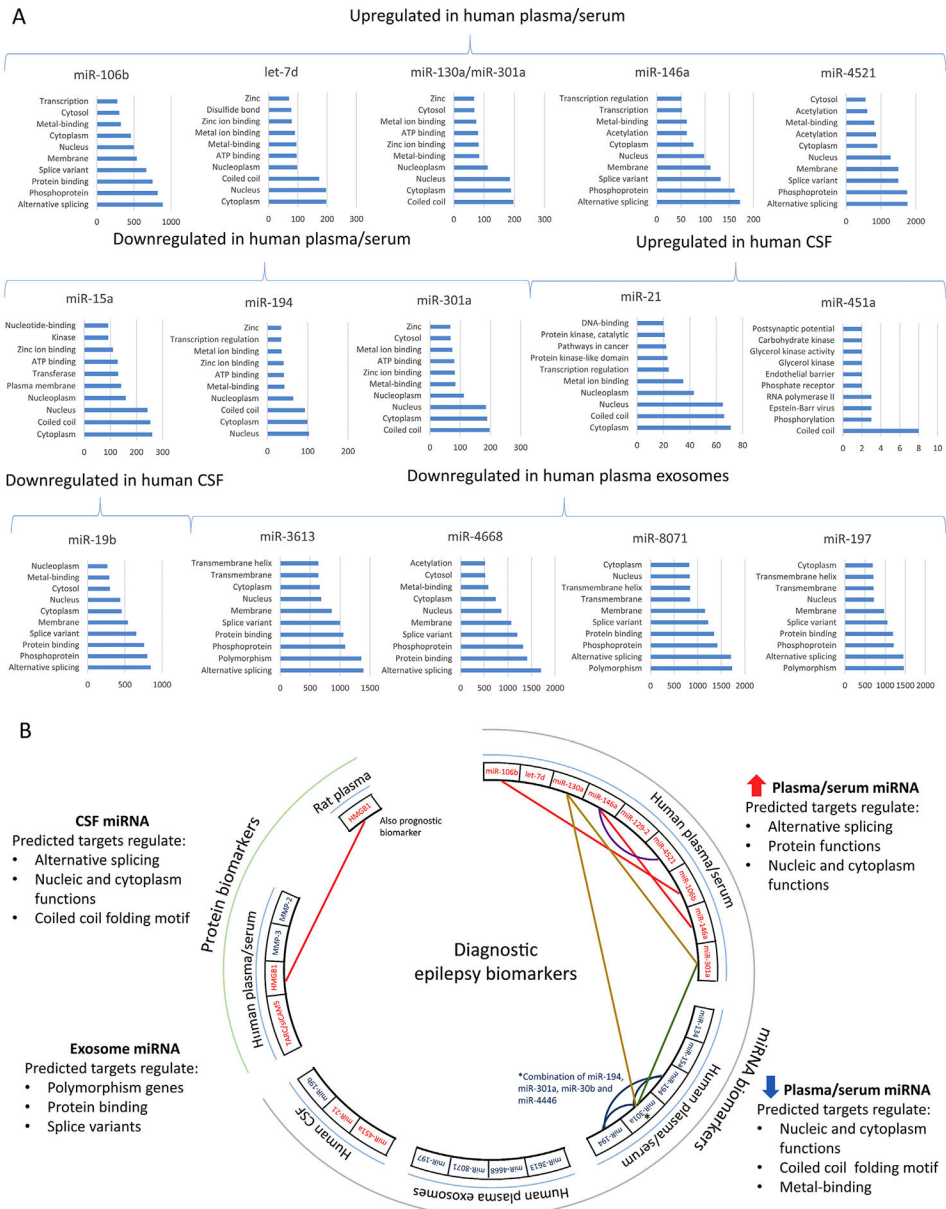 A
Upregulated in human plasma/serum
miR-106b
Transcription
Cytosol
Metal-binding
Cytoplasm
Nucleus
Membrane
Splice variant
Protein binding
Phosphoprotein
Alternative splicing
0 500 1000
let-7d
Zinc
Disulfide bond
Zinc ion binding
Metal ion binding
Metal-binding
ATP binding
Nucleoplasm
Coiled coil
Nucleus
Cytoplasm
0 100 200 300
miR-130a/miR-301a
Zinc
Cytosol
Metal ion binding
ATP binding
Zinc ion binding
Metal-binding
Nucleoplasm
Nucleus
Cytoplasm
Coiled coil
0 100 200 300
miR-146a
Transcription regulation
Transcription
Metal-binding
Acetylation
Cytoplasm
Nucleus
Membrane
Splice variant
Phosphoprotein
Alternative splicing
0 50 100 150 200
miR-4521
Cytosol
Acetylation
Metal-binding
Acetylation
Cytoplasm
Nucleus
Membrane
Splice variant
Phosphoprotein
Alternative splicing
0 1000 2000
Downregulated in human plasma/serum
miR-15a
Nucleotide-binding
Kinase
Zinc ion binding
ATP binding
Transferase
Plasma membrane
Nucleoplasm
Nucleus
Coiled coil
Cytoplasm
0 100 200 300
miR-194
Zinc
Transcription regulation
Metal ion binding
Zinc ion binding
ATP binding
Metal-binding
Nucleoplasm
Coiled coil
Cytoplasm
Nucleus
0 100 200
miR-301a
Zinc
Cytosol
Metal ion binding
ATP binding
Zinc ion binding
Metal-binding
Nucleoplasm
Nucleus
Cytoplasm
Coiled coil
0 100 200 300
Upregulated in human CSF
miR-21
DNA-binding
Protein kinase, catalytic
Pathways in cancer
Protein kinase-like domain
Transcription regulation
Metal ion binding
Nucleoplasm
Nucleus
Coiled coil
Cytoplasm
0 20 40 60 80
miR-451a
Postsynaptic potential
Carbohydrate kinase
Glycerol kinase activity
Glycerol kinase
Endothelial barrier
Phosphate receptor
RNA polymerase II
Epstein-Barr virus
Phosphorylation
Coiled coil
0 2 4 6 8 10
Downregulated in human CSF
miR-19b
Nucleoplasm
Metal-binding
Cytosol
Nucleus
Cytoplasm
Membrane
Splice variant
Protein binding
Phosphoprotein
Alternative splicing
0 500 1000
Downregulated in human plasma exosomes
miR-3613
Transmembrane helix
Transmembrane
Cytoplasm
Nucleus
Membrane
Splice variant
Protein binding
Phosphoprotein
Polymorphism
Alternative splicing
0 500 1000 1500
miR-4668
Acetylation
Cytosol
Metal-binding
Cytoplasm
Nucleus
Membrane
Splice variant
Phosphoprotein
Protein binding
Alternative splicing
0 500 1000 1500 2000
miR-8071
Cytoplasm
Nucleus
Transmembrane helix
Transmembrane
Membrane
Splice variant
Protein binding
Phosphoprotein
Alternative splicing
Polymorphism
0 500 1000 1500 2000
miR-197
Cytoplasm
Transmembrane helix
Transmembrane
Nucleus
Membrane
Splice variant
Protein binding
Phosphoprotein
Alternative splicing
Polymorphism
0 500 1000 1500 2000
B
CSF miRNA
Predicted targets regulate:
• Alternative splicing
• Nucleic and cytoplasm
functions
• Coiled coil folding motif
Exosome miRNA
Predicted targets regulate:
• Polymorphism genes
• Protein binding
• Splice variants
Protein biomarkers
Rat plasma
HMGB1
Also prognostic
biomarker
Human plasma/serum
MMP-2
MMP-3
HMGB1
TARC/sICAM5
Human CSF
miR-19b
miR-21
miR-451a
Human plasma exosomes
miR-197
miR-8071
miR-4668
miR-3613
Diagnostic
epilepsy biomarkers
miRNA biomarkers
Human plasma/serum
miR-106b
let-7d
miR-130a
miR-146a
miR-129-2
miR-4521
miR-106b
miR-146a
miR-301a
Human plasma/serum
miR-134
miR-15a
miR-194
miR-301a
*
miR-194
*Combination of miR-194,
miR-301a, miR-30b and
miR-4446
Plasma/serum miRNA
Predicted targets regulate:
• Alternative splicing
• Protein functions
• Nucleic and cytoplasm
functions
Plasma/serum miRNA
Predicted targets regulate:
• Nucleic and cytoplasm
functions
• Coiled coil folding motif
• Metal-binding